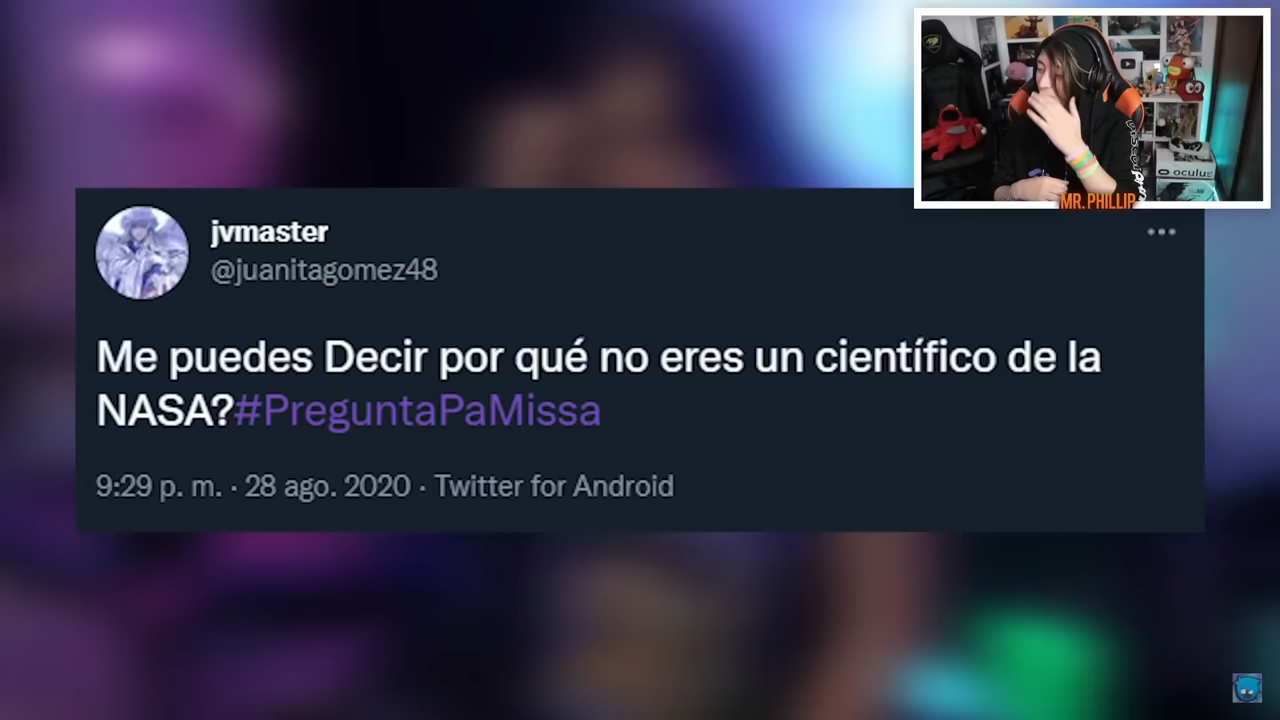 jvmaster
@juanitagomez48
Me puedes Decir por qué no eres un científico de la
NASA?#PreguntaPaMissa
9:29 p. m. · 28 ago. 2020 · Twitter for Android
MR. PHILLIP
oculus